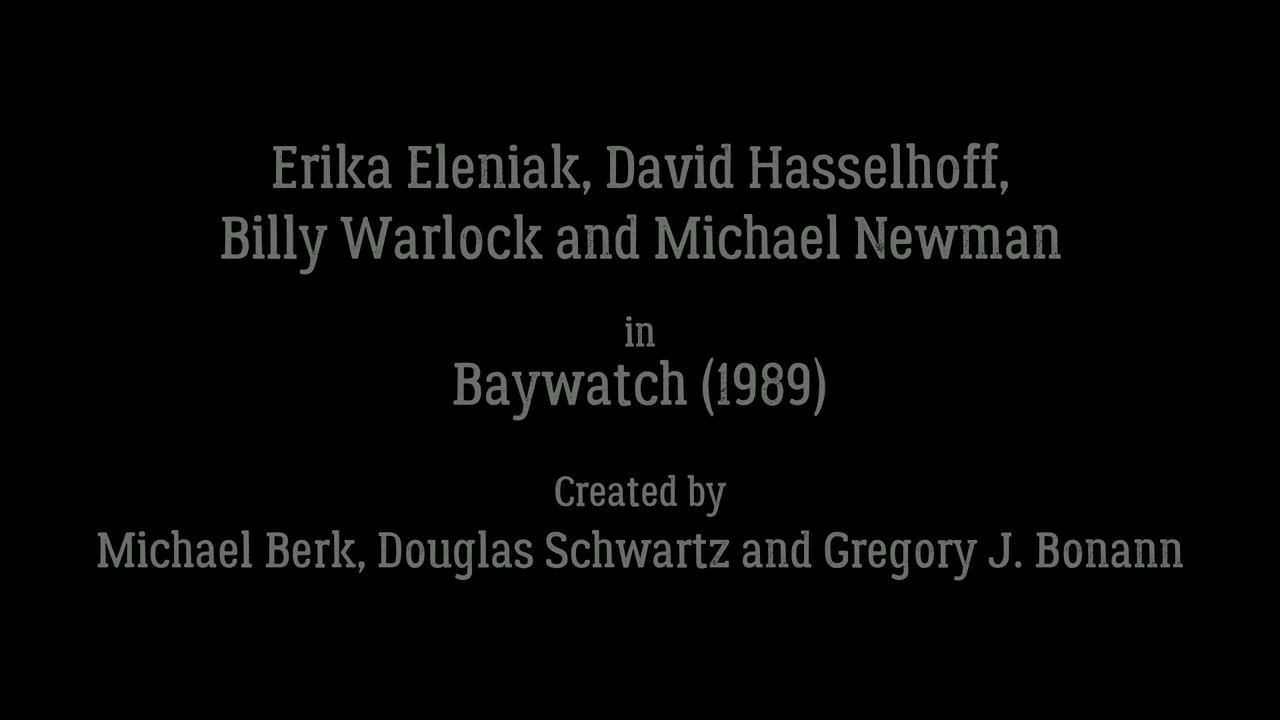 Erika Eleniak, David Hasselhoff,
Billy Warlock and Michael Newman
in
Baywatch (1989)
Created by
Michael Berk, Douglas Schwartz and Gregory J. Bonann